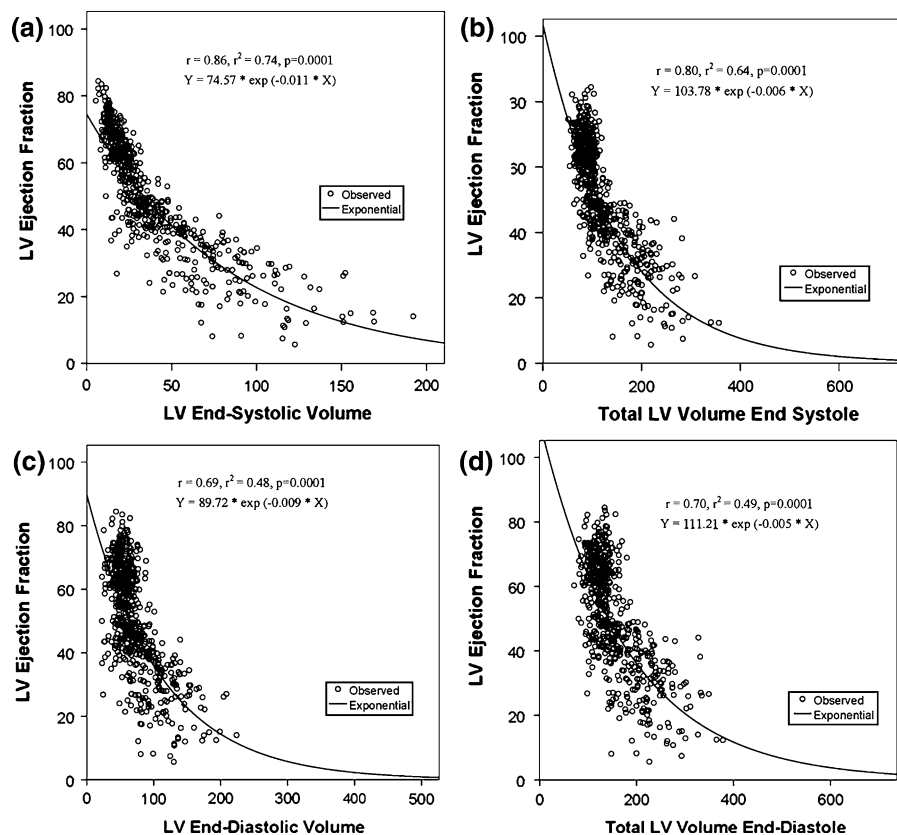 (a)
r = 0.86, r² = 0.74, p=0.0001
Y = 74.57 * exp (-0.011 * X)
LV Ejection Fraction
100
80
60
40
20
0
Observed
Exponential
0 50 100 150 200
LV End-Systolic Volume
(b)
r = 0.80, r² = 0.64, p=0.0001
Y = 103.78 * exp (-0.006 * X)
LV Ejection Fraction
100
80
60
40
20
0
Observed
Exponential
0 200 400 600
Total LV Volume End Systole
(c)
r = 0.69, r² = 0.48, p=0.0001
Y = 89.72 * exp (-0.009 * X)
LV Ejection Fraction
100
80
60
40
20
0
Observed
Exponential
0 100 200 300 400 500
LV End-Diastolic Volume
(d)
r = 0.70, r² = 0.49, p=0.0001
Y = 111.21 * exp (-0.005 * X)
LV Ejection Fraction
100
80
60
40
20
0
Observed
Exponential
0 200 400 600
Total LV Volume End-Diastole